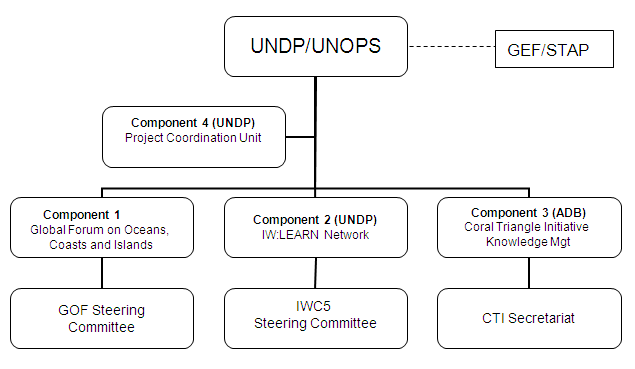 UNDP/UNOPS
GEF/STAP
Component 4 (UNDP)
Project Coordination Unit
Component 1
Global Forum on Oceans,
Coasts and Islands
Component 2 (UNDP)
IW:LEARN Network
Component 3 (ADB)
Coral Triangle Initiative
Knowledge Mgt
GOF Steering
Committee
IWC5
Steering Committee
CTI Secretariat